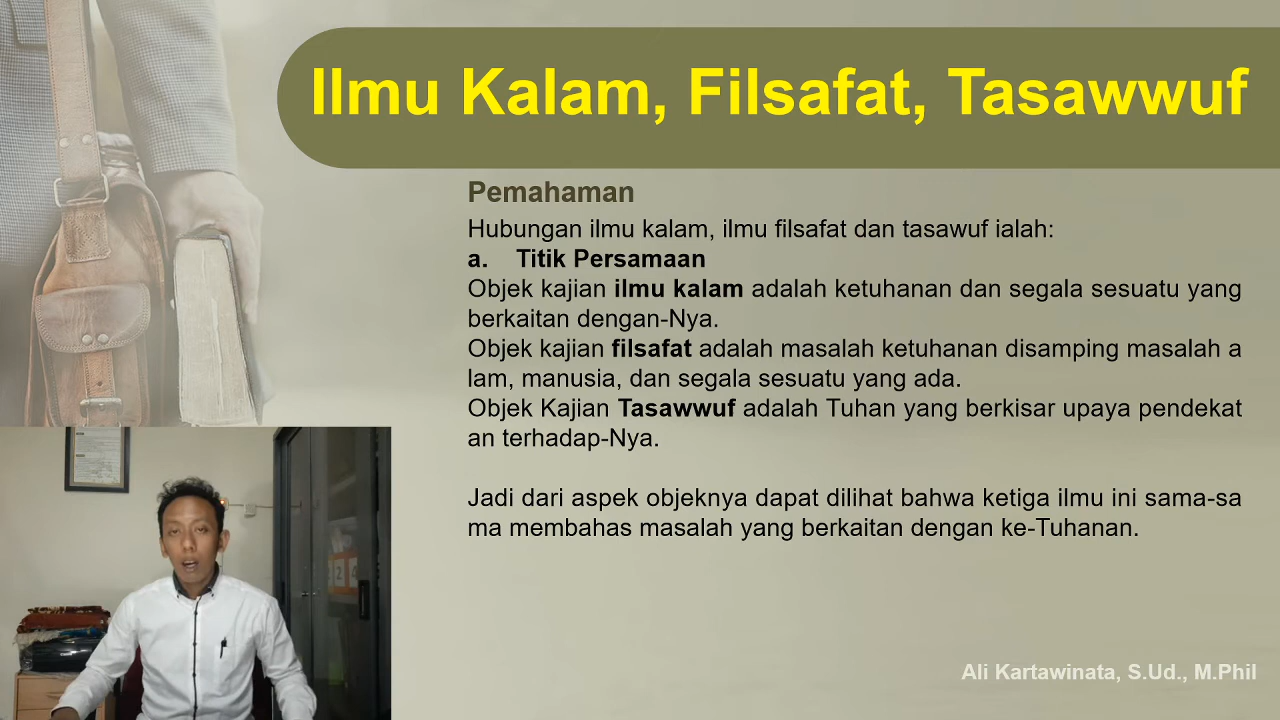 Ilmu Kalam, Filsafat, Tasawwuf
Pemahaman
Hubungan ilmu kalam, ilmu filsafat dan tasawuf ialah:
a. Titik Persamaan
Objek kajian ilmu kalam adalah ketuhanan dan segala sesuatu yang
berkaitan dengan-Nya.
Objek kajian filsafat adalah masalah ketuhanan disamping masalah a
lam, manusia, dan segala sesuatu yang ada.
Objek Kajian Tasawwuf adalah Tuhan yang berkisar upaya pendekat
an terhadap-Nya.
Jadi dari aspek objeknya dapat dilihat bahwa ketiga ilmu ini sama-sa
ma membahas masalah yang berkaitan dengan ke-Tuhanan.
Ali Kartawinata, S.Ud., M.Phil